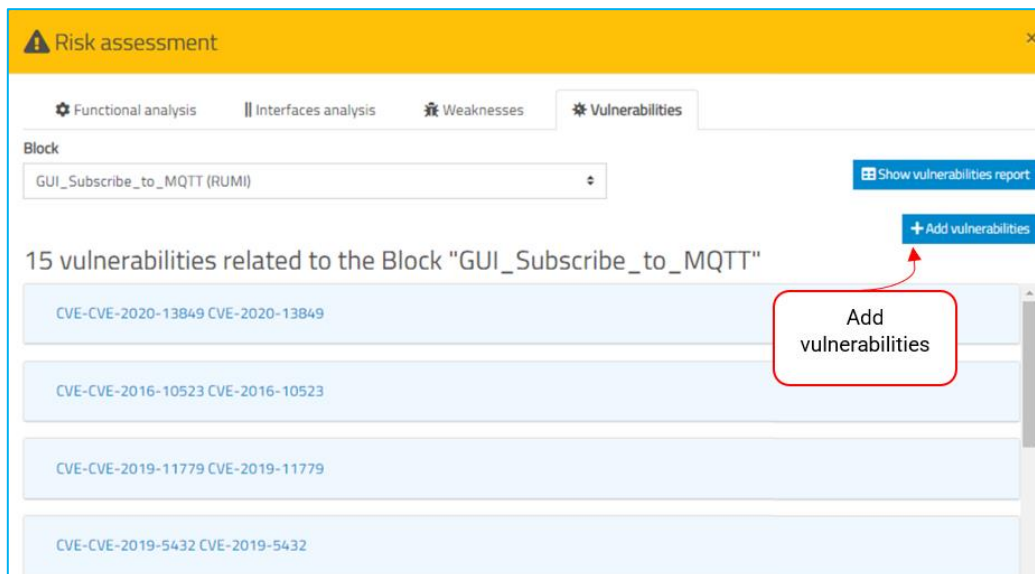 Risk assessment
×
Functional analysis
Interfaces analysis
Weaknesses
Vulnerabilities
Block
GUI_Subscribe_to_MQTT (RUMI)
Show vulnerabilities report
+ Add vulnerabilities
15 vulnerabilities related to the Block "GUI_Subscribe_to_MQTT"
Add
vulnerabilities
CVE-CVE-2020-13849 CVE-2020-13849
CVE-CVE-2016-10523 CVE-2016-10523
CVE-CVE-2019-11779 CVE-2019-11779
CVE-CVE-2019-5432 CVE-2019-5432